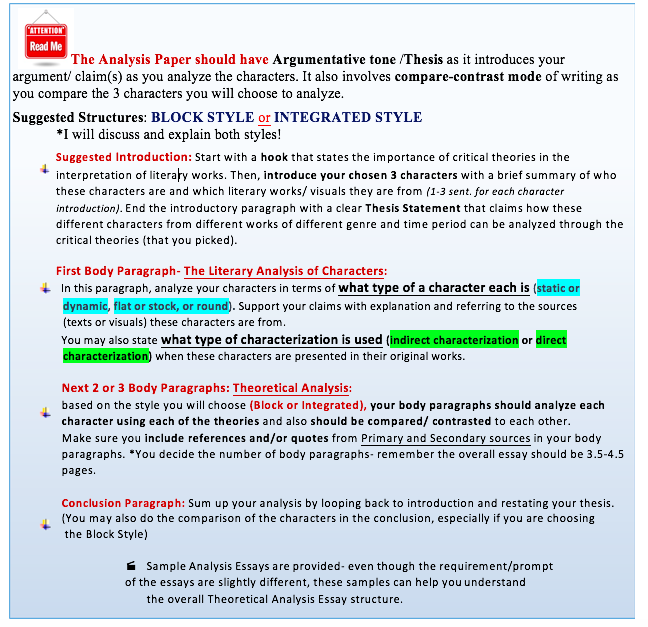 "ATTENTION"
Read Me
The Analysis Paper should have Argumentative tone /Thesis as it introduces your
argument/ claim(s) as you analyze the characters. It also involves compare-contrast mode of writing as
you compare the 3 characters you will choose to analyze.
Suggested Structures: BLOCK STYLE or INTEGRATED STYLE
*I will discuss and explain both styles!
Suggested Introduction: Start with a hook that states the importance of critical theories in the
interpretation of literary works. Then, introduce your chosen 3 characters with a brief summary of who
these characters are and which literary works/ visuals they are from (1-3 sent. for each character
introduction). End the introductory paragraph with a clear Thesis Statement that claims how these
different characters from different works of different genre and time period can be analyzed through the
critical theories (that you picked).
First Body Paragraph- The Literary Analysis of Characters:
In this paragraph, analyze your characters in terms of what type of a character each is (static or
dynamic, flat or stock, or round). Support your claims with explanation and referring to the sources
(texts or visuals) these characters are from.
You may also state what type of characterization is used (indirect characterization or direct
characterization) when these characters are presented in their original works.
Next 2 or 3 Body Paragraphs: Theoretical Analysis:
based on the style you will choose (Block or Integrated), your body paragraphs should analyze each
character using each of the theories and also should be compared/ contrasted to each other.
Make sure you include references and/or quotes from Primary and Secondary sources in your body
paragraphs. *You decide the number of body paragraphs- remember the overall essay should be 3.5-4.5
pages.
Conclusion Paragraph: Sum up your analysis by looping back to introduction and restating your thesis.
(You may also do the comparison of the characters in the conclusion, especially if you are choosing
the Block Style)
Sample Analysis Essays are provided- even though the requirement/prompt
of the essays are slightly different, these samples can help you understand
the overall Theoretical Analysis Essay structure.